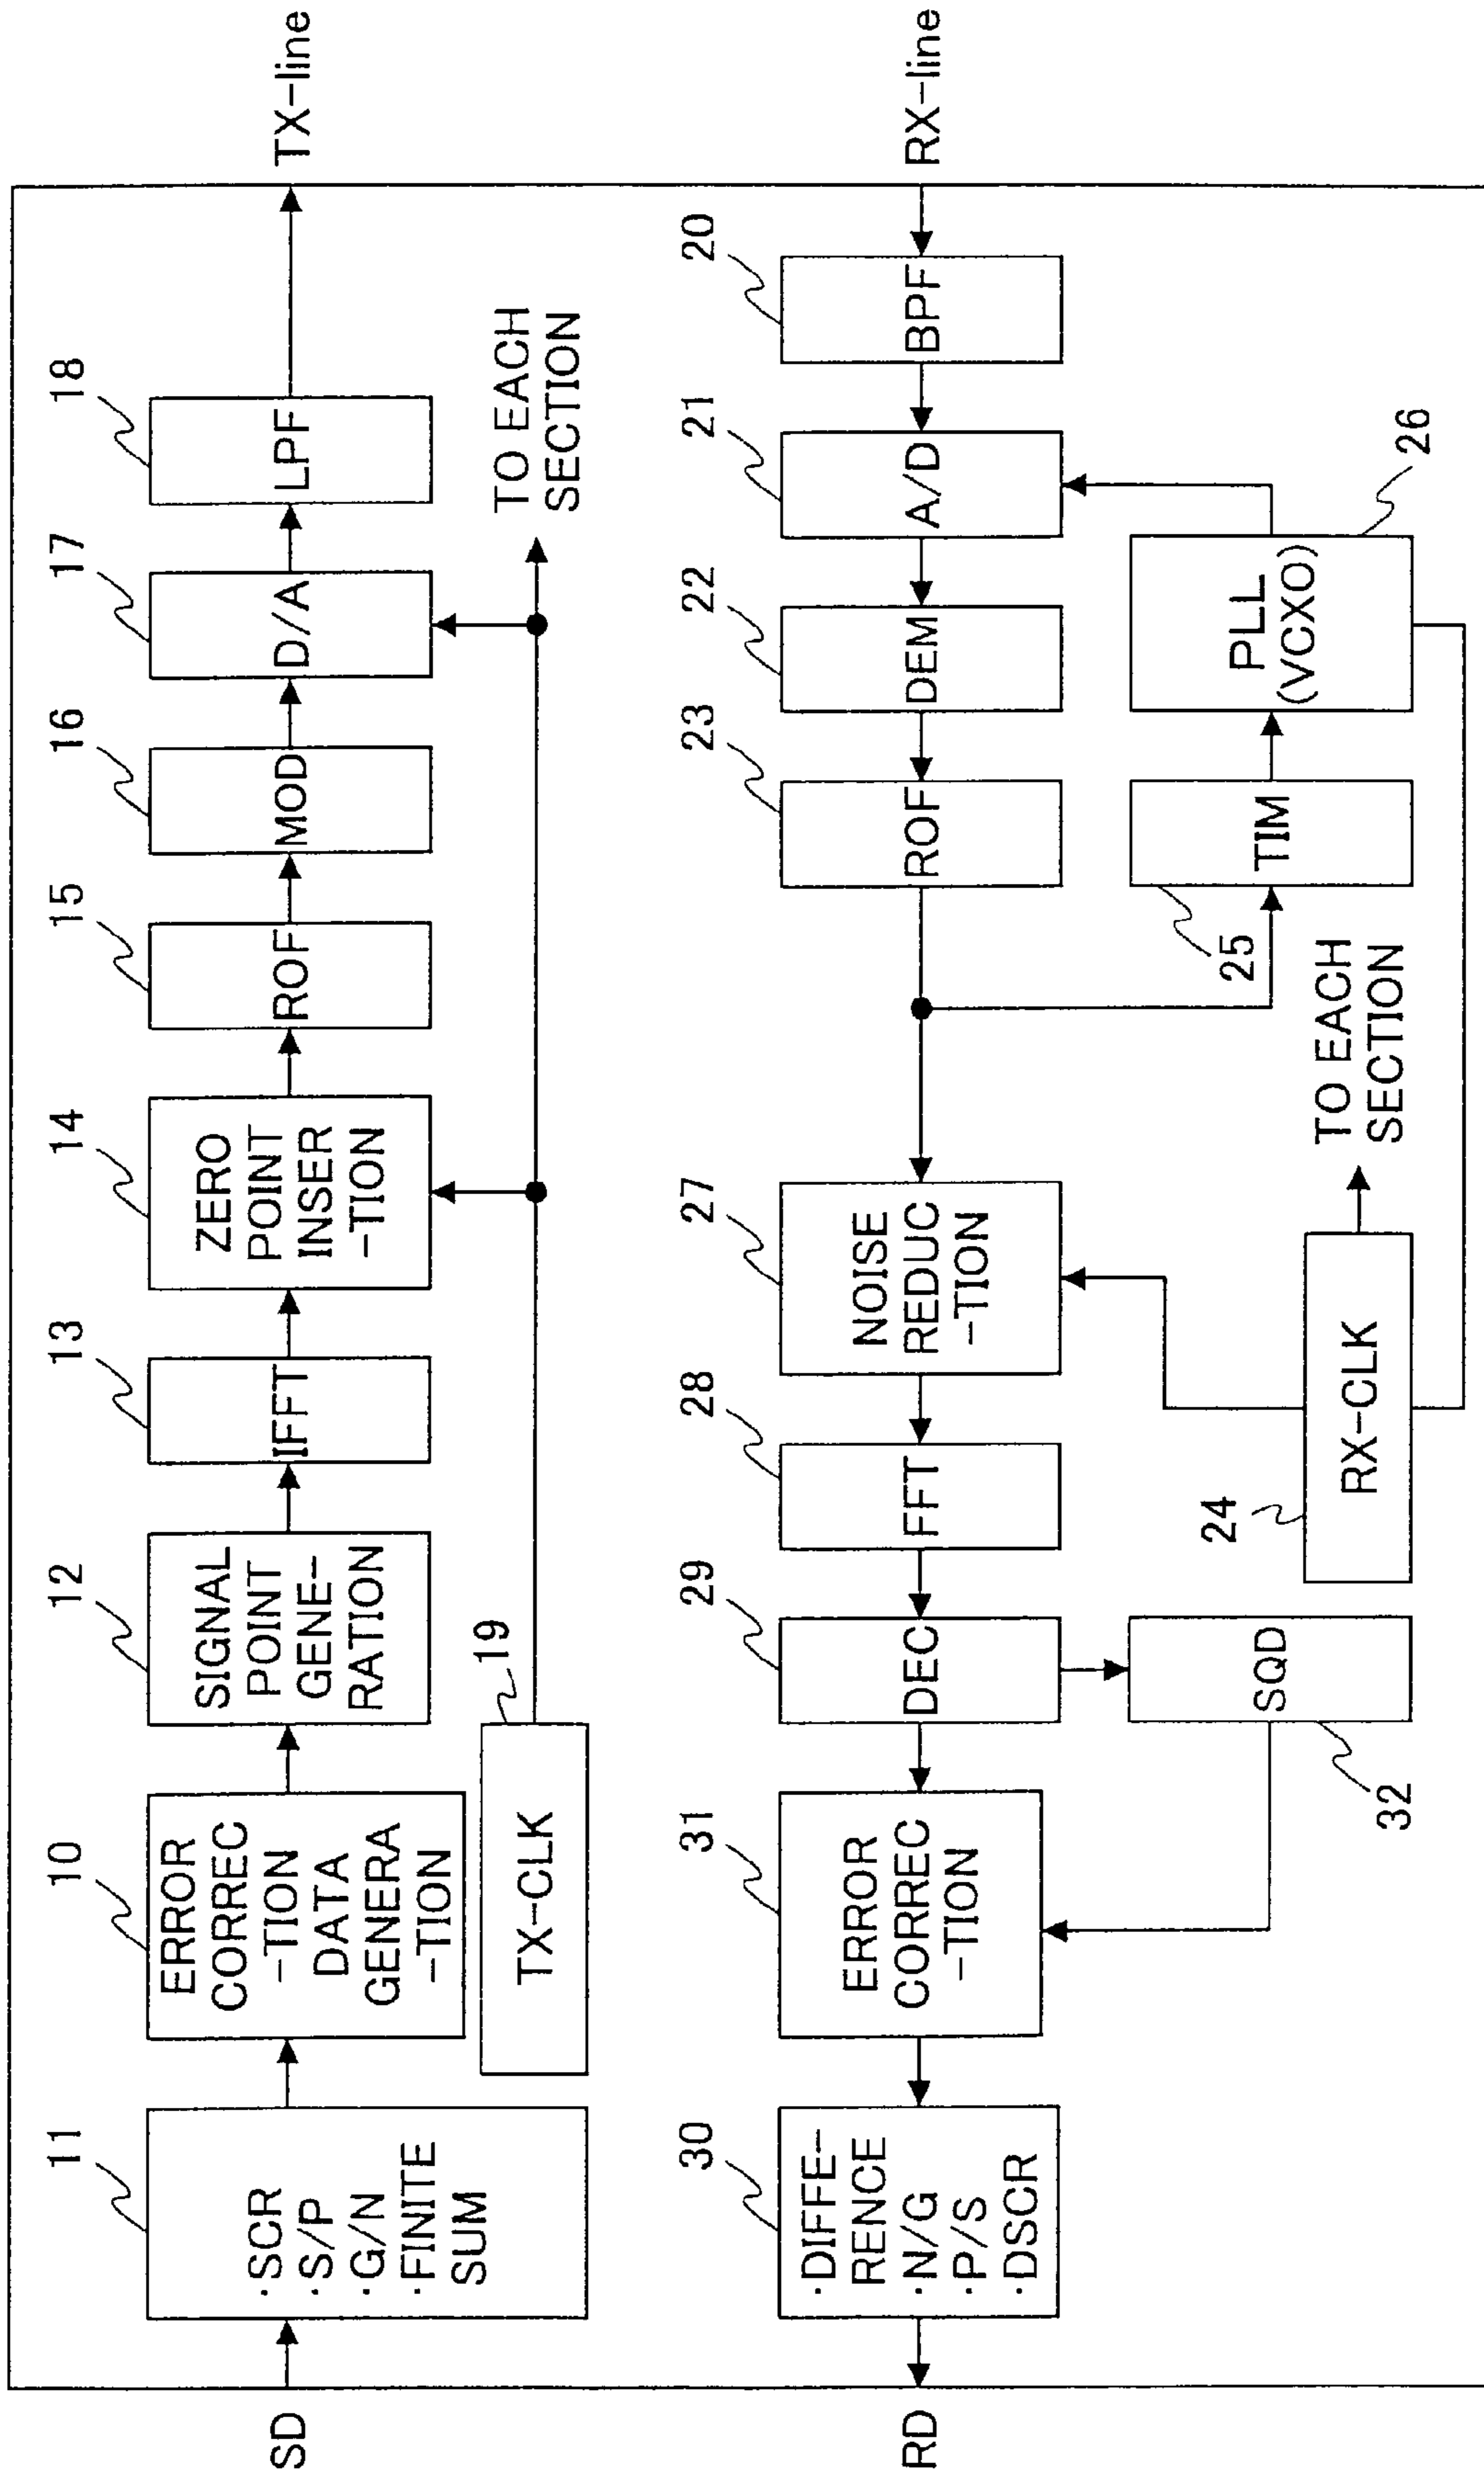 SD
11
·SCR
·S/P
·G/N
·FINITE
SUM
10
ERROR
CORREC
-TION
DATA
GENERA
-TION
12
SIGNAL
POINT
GENE-
RATION
13
IFFT
14
ZERO
POINT
INSER
-TION
15
ROF
16
MOD
17
D/A
18
LPF
TX-line
19
TX-CLK
TO EACH
SECTION
RD
30
·DIFFE-
RENCE
·N/G
·P/S
·DSCR
31
ERROR
CORREC
-TION
29
DEC
28
FFT
27
NOISE
REDUC
-TION
23
ROF
22
DEM
21
A/D
20
BPF
RX-line
32
SQD
24
RX-CLK
TO EACH
SECTION
25
TIM
PLL
(VCXO)
26